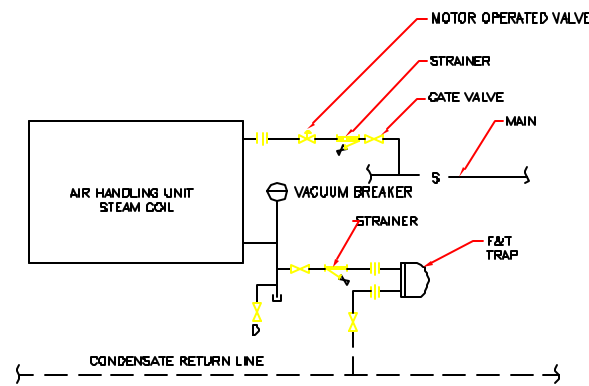 MOTOR OPERATED VALVE
STRAINER
GATE VALVE
MAIN
S
AIR HANDLING UNIT
STEAM COIL
VACUUM BREAKER
STRAINER
F&T
TRAP
D
CONDENSATE RETURN LINE